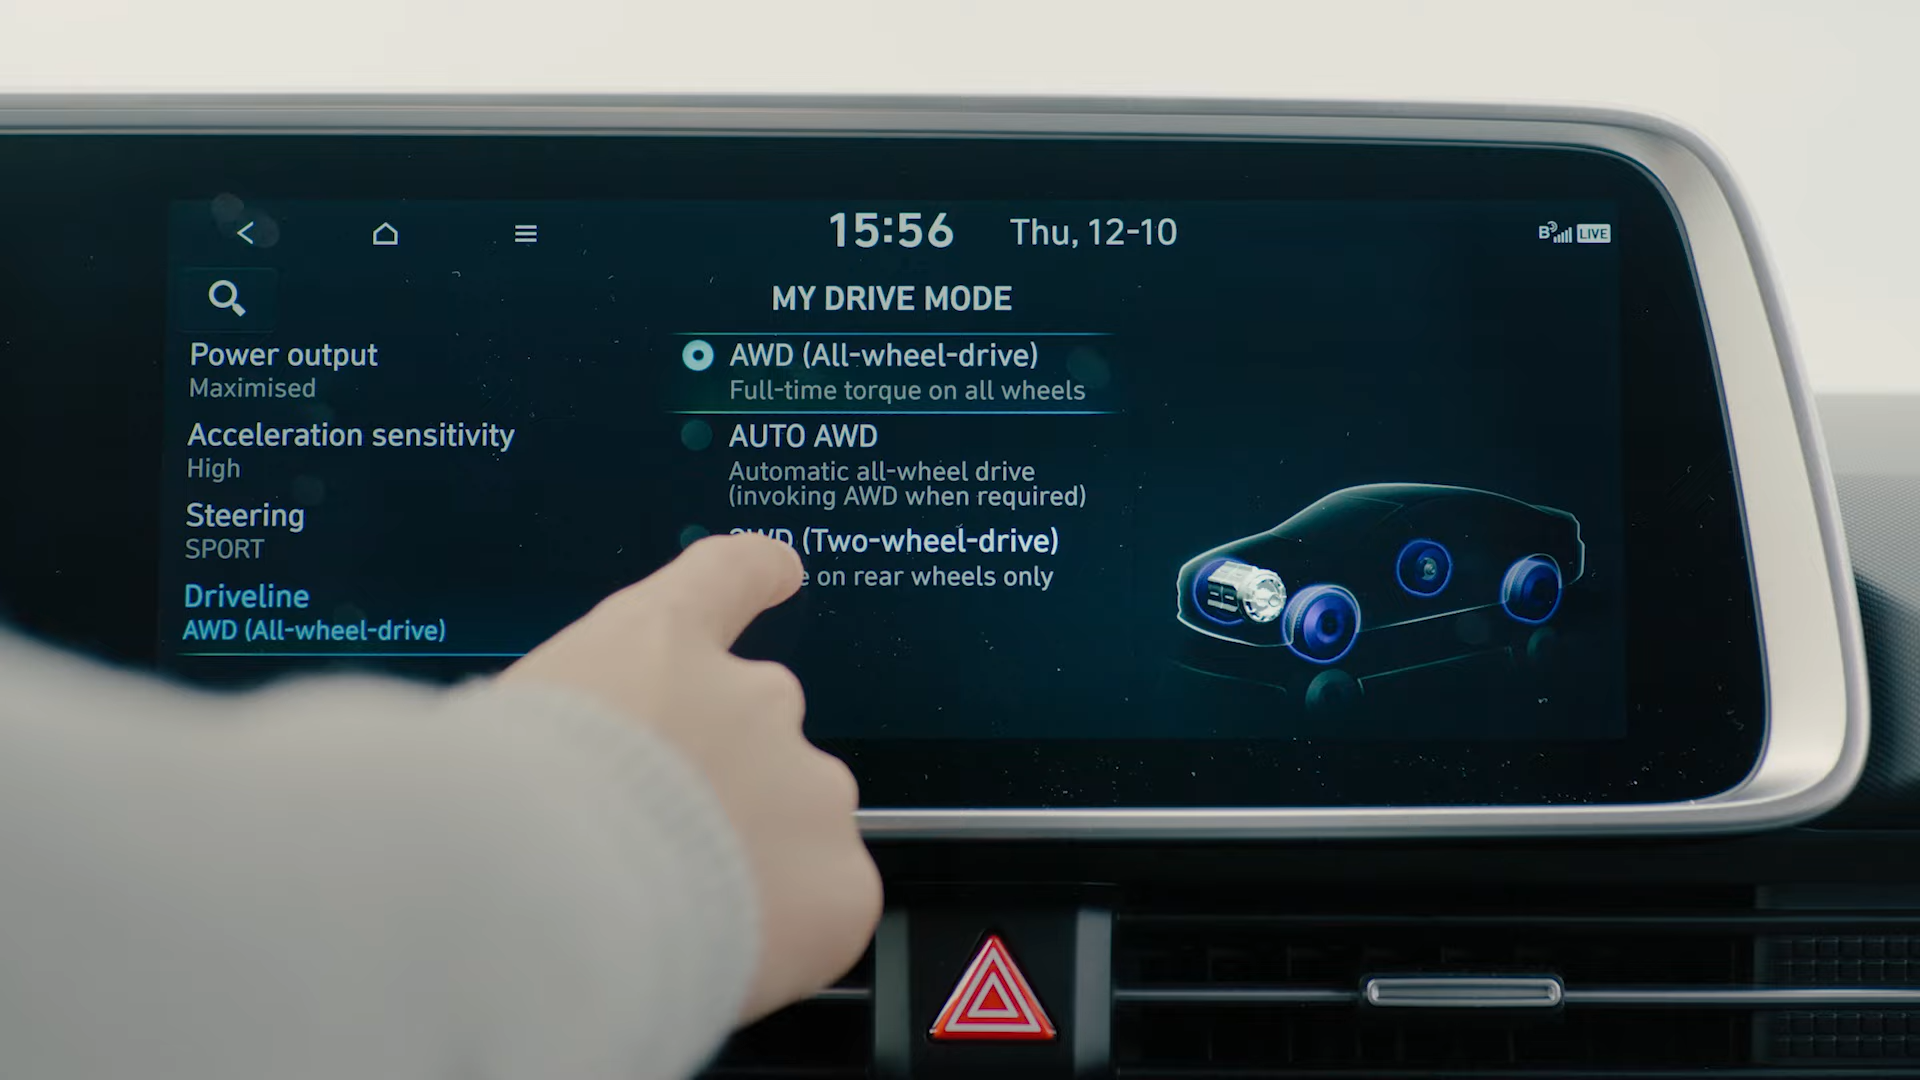 15:56 Thu, 12-10
B LIVE
MY DRIVE MODE
Power output
Maximised
Acceleration sensitivity
High
Steering
SPORT
Driveline
AWD (All-wheel-drive)
AWD (All-wheel-drive)
Full-time torque on all wheels
AUTO AWD
Automatic all-wheel drive
(invoking AWD when required)
(Two-wheel-drive)
on rear wheels only